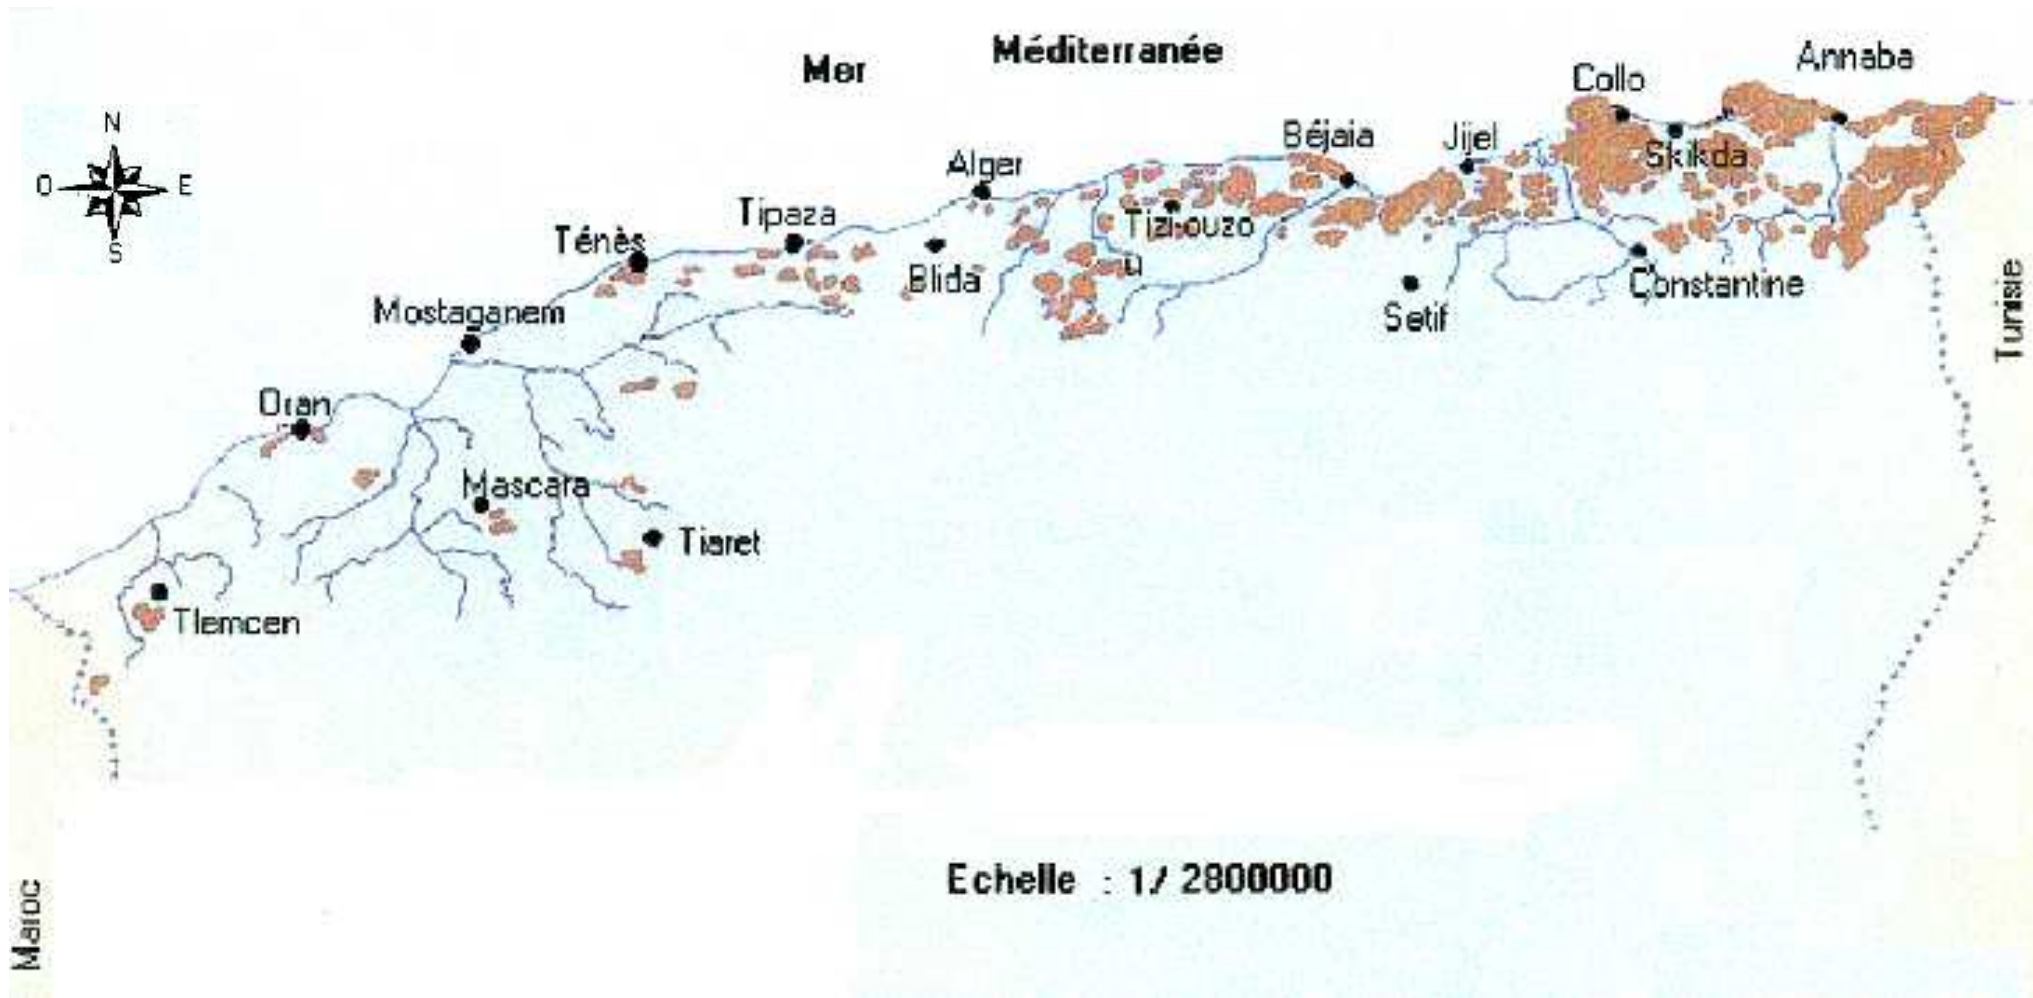 Mer
Méditerranée
Annaba
Collo
N
O
E
S
Béjaia
Jijel
Alger
Skikda
Tipaza
Tizi-ouzo
u
Ténès
Blida
Constantine
Setif
Mostaganem
Tunisie
Oran
Mascara
Tiaret
Tlemcen
Echelle : 1/ 2800000
Maroc